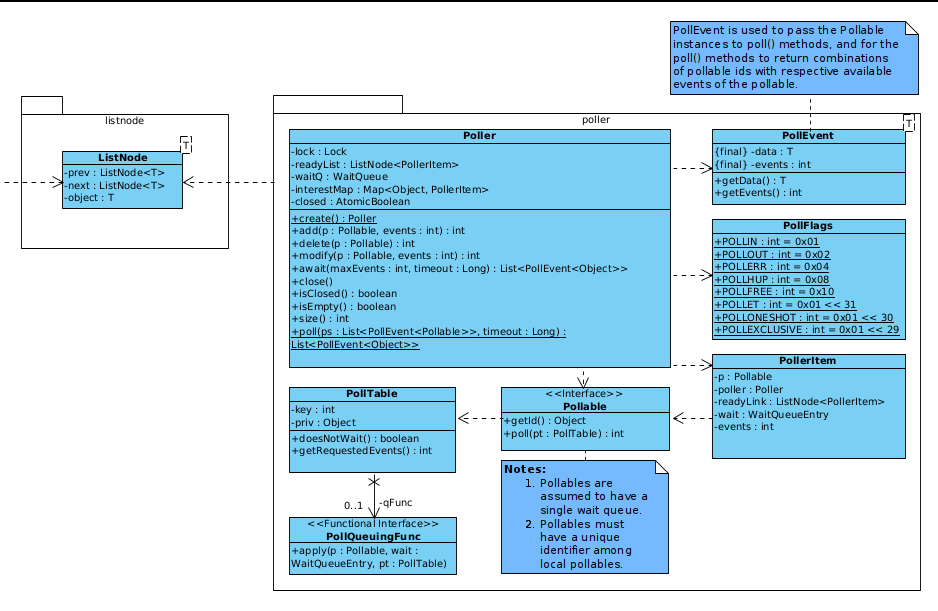 PollEvent is used to pass the Pollable
instances to poll() methods, and for the
poll() methods to return combinations
of pollable ids with respective available
events of the pollable.
listnode
T
ListNode
-prev : ListNode<T>
-next : ListNode<T>
-object : T
poller
Poller
-lock : Lock
-readyList : ListNode<PollerItem>
-waitQ : WaitQueue
-interestMap : Map<Object, PollerItem>
-closed : AtomicBoolean
+create() : Poller
+add(p : Pollable, events : int) : int
+delete(p : Pollable) : int
+modify(p : Pollable, events : int) : int
+await(maxEvents : int, timeout : Long) : List<PollEvent<Object>>
+close()
+isClosed() : boolean
+isEmpty() : boolean
+size() : int
+poll(ps : List<PollEvent<Pollable>>, timeout : Long) :
List<PollEvent<Object>>
T
PollEvent
{final} -data : T
{final} -events : int
+getData() : T
+getEvents() : int
PollFlags
+POLLIN : int = 0x01
+POLLOUT : int = 0x02
+POLLERR : int = 0x04
+POLLHUP : int = 0x08
+POLLFREE : int = 0x10
+POLLET : int = 0x01 << 31
+POLLONESHOT : int = 0x01 << 30
+POLLEXCLUSIVE : int = 0x01 << 29
PollerItem
-p : Pollable
-poller : Poller
-readyLink : ListNode<PollerItem>
-wait : WaitQueueEntry
-events : int
PollTable
-key : int
-priv : Object
+doesNotWait() : boolean
+getRequestedEvents() : int
<<Interface>>
Pollable
+getId() : Object
+poll(pt : PollTable) : int
0..1
-qFunc
<<Functional Interface>>
PollQueuingFunc
+apply(p : Pollable, wait :
WaitQueueEntry, pt : PollTable)
Notes:
1. Pollables are
assumed to have a
single wait queue.
2. Pollables must
have a unique
identifier among
local pollables.